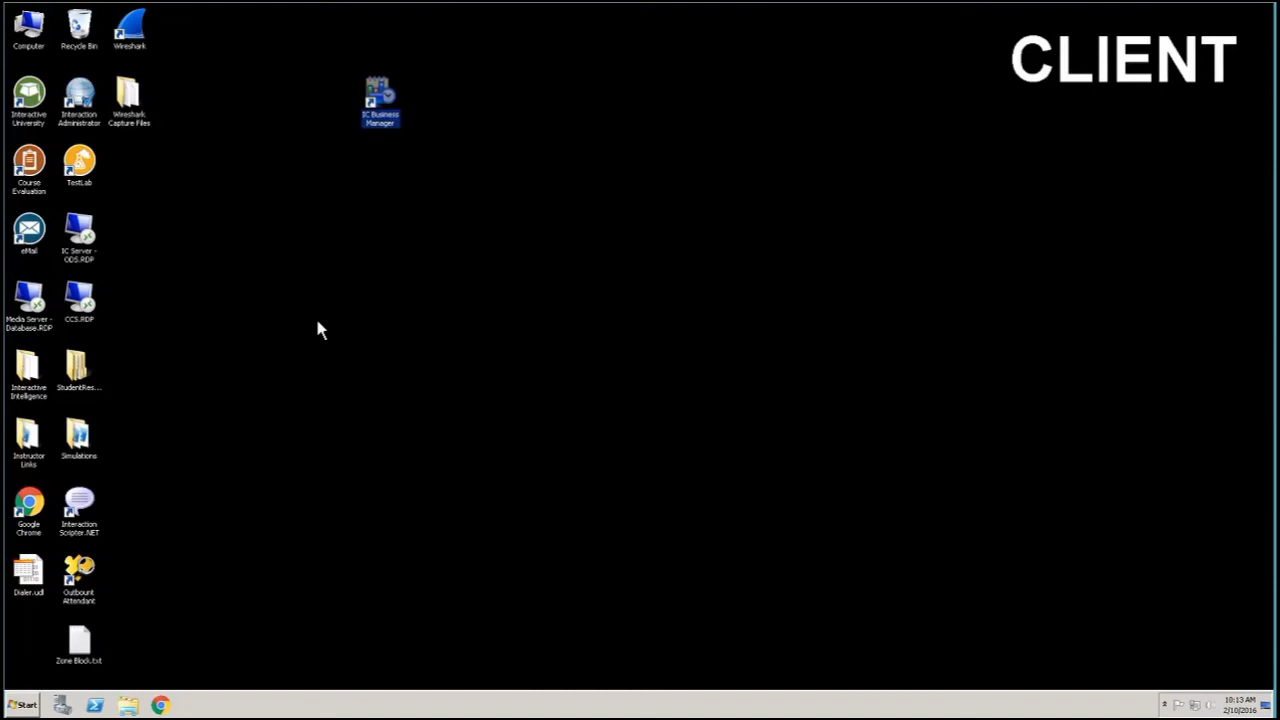 CLIENT
Computer
Recycle Bin
Wireshark
Interactive
University
Interaction
Administrator
Wireshark
Capture Files
IC Business
Manager
Course
Evaluation
TestLab
eMail
IC Server -
ODS.RDP
Media Server -
Database.RDP
CCS.RDP
Interactive
Intelligence
StudentRes...
Instructor
Links
Simulations
Google
Chrome
Interaction
Scripter.NET
Dialer.udl
Outbount
Attendant
Zone Block.txt
Start
10:13 AM
2/10/2016